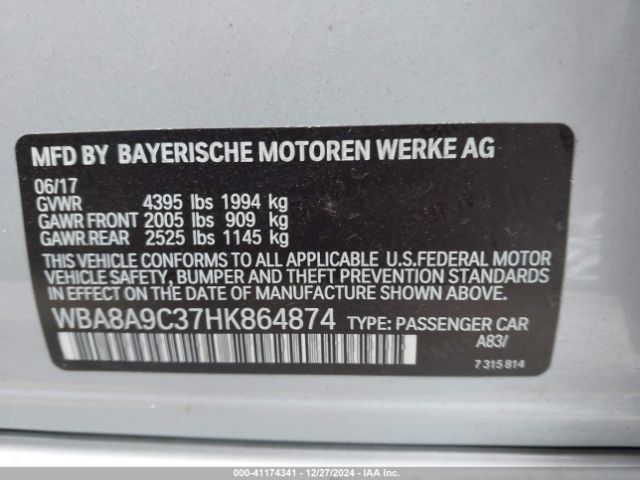 MFD BY BAYERISCHE MOTOREN WERKE AG
06/17
GVWR 4395 lbs 1994 kg
GAWR FRONT 2005 lbs 909 kg
GAWR REAR 2525 lbs 1145 kg
THIS VEHICLE CONFORMS TO ALL APPLICABLE U.S.FEDERAL MOTOR
VEHICLE SAFETY, BUMPER AND THEFT PREVENTION STANDARDS
IN EFFECT ON THE DATE OF MANUFACTURE SHOWN ABOVE.
WBA8A9C37HK864874 TYPE: PASSENGER CAR
A83/
7 315 814
000-41174341 - 12/27/2024 - IAA Inc.